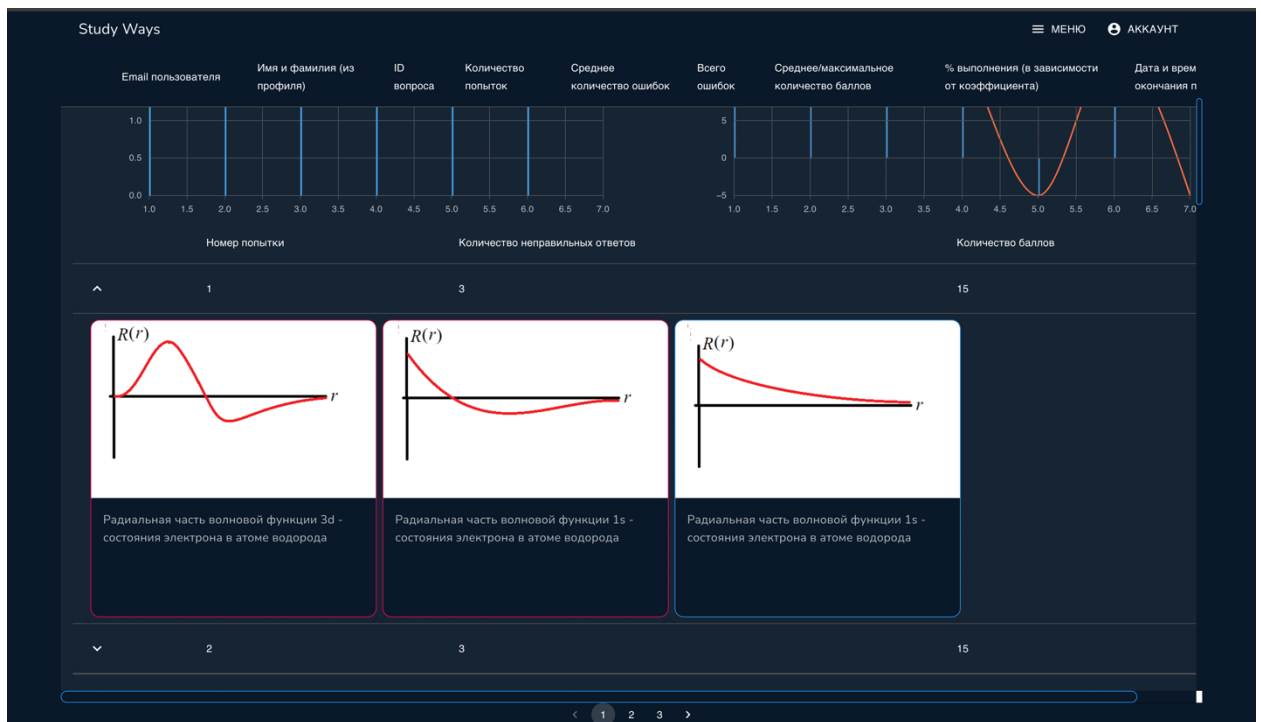 Study Ways
МЕНЮ
АККАУНТ
Email пользователя
Имя и фамилия (из
профиля)
ID
вопроса
Количество
попыток
Среднее
количество ошибок
Всего
ошибок
Среднее/максимальное
количество баллов
% выполнения (в зависимости
от коэффициента)
Дата и врем
окончания п
1.0
0.5
0.0
1.0 1.5 2.0 2.5 3.0 3.5 4.0 4.5 5.0 5.5 6.0 6.5 7.0
5
0
−5
1.0 1.5 2.0 2.5 3.0 3.5 4.0 4.5 5.0 5.5 6.0 6.5 7.0
Номер попытки Количество неправильных ответов Количество баллов
1 3 15
R(r)
r
Радиальная часть волновой функции 3d -
состояния электрона в атоме водорода
R(r)
r
Радиальная часть волновой функции 1s -
состояния электрона в атоме водорода
R(r)
r
Радиальная часть волновой функции 1s -
состояния электрона в атоме водорода
2 3 15
1 2 3